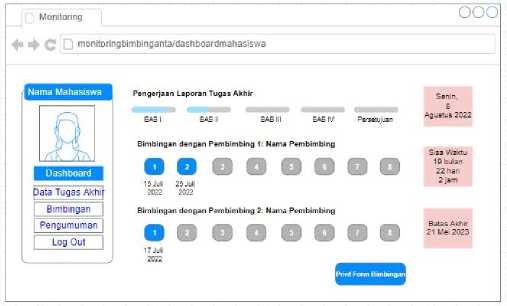 Monitoring
monitoringbimbinganta/dashboardmahasiswa
Nama Mahasiswa
Dashboard
Data Tugas Akhir
Bimbingan
Pengumuman
Log Out
Pengerjaan Laporan Tugas Akhir
BAB I BAB II BAB III BAB IV Persetujuan
Bimbingan dengan Pembimbing 1: Nama Pembimbing
1 2 3 4 5 6 7 8
15 Juli 25 Juli
2022 2022
Bimbingan dengan Pembimbing 2: Nama Pembimbing
1 2 3 4 5 6 7 8
17 Juli
2022
Print Form Bimbingan
Senin,
8
Agustus 2022
Sisa Waktu
19 bulan
22 hari
2 jam
Batas Akhir
21 Mei 2023